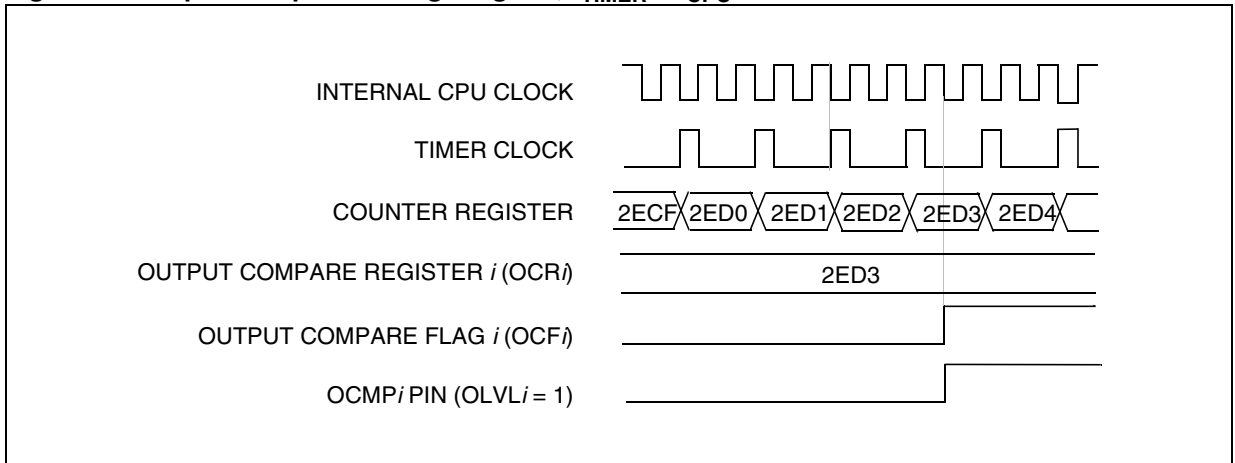 INTERNAL CPU CLOCK
TIMER CLOCK
COUNTER REGISTER 2ECF 2ED0 2ED1 2ED2 2ED3 2ED4
OUTPUT COMPARE REGISTER i (OCRi) 2ED3
OUTPUT COMPARE FLAG i (OCFi)
OCMPi PIN (OLVLi = 1)